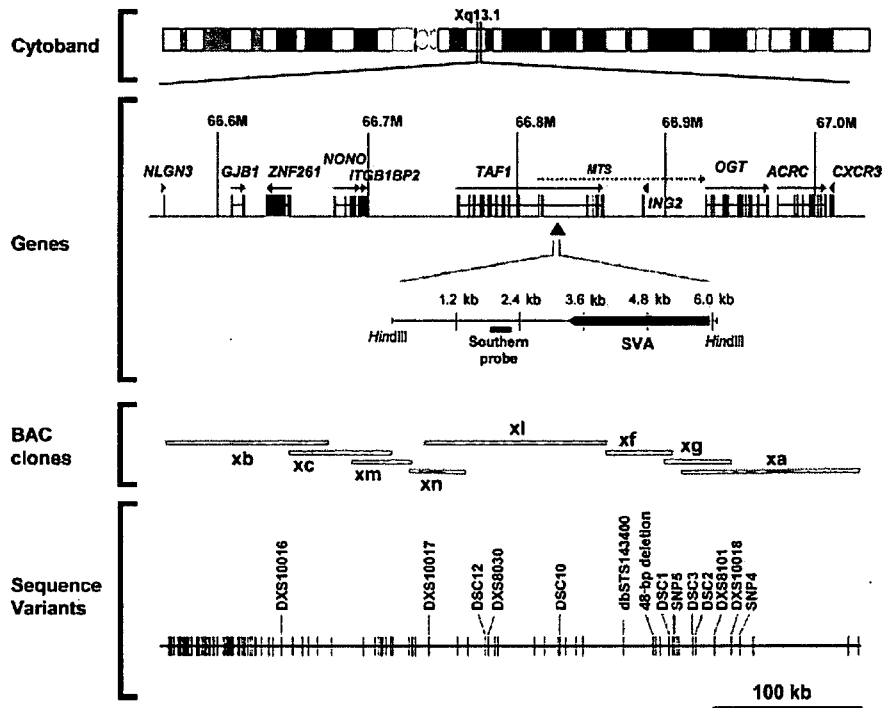 Xq13.1
Cytoband
66.6M 66.7M 66.8M 66.9M 67.0M
NLGN3 GJB1 ZNF261 NONO ITGB1BP2 TAF1 MTS ING2 OGT ACRC CXCR3
Genes
1.2 kb 2.4 kb 3.6 kb 4.8 kb 6.0 kb
HindIII Southern probe SVA HindIII
BAC clones
xb xc xm xn xl xf xg xa
Sequence Variants
DXS10016 DXS10017 DSC12 DXS8030 DSC10 dbSTS143400 48-bp deletion DSC1 SNP5 DSC3 DSC2 DXS8101 DXS10018 SNP4
100 kb